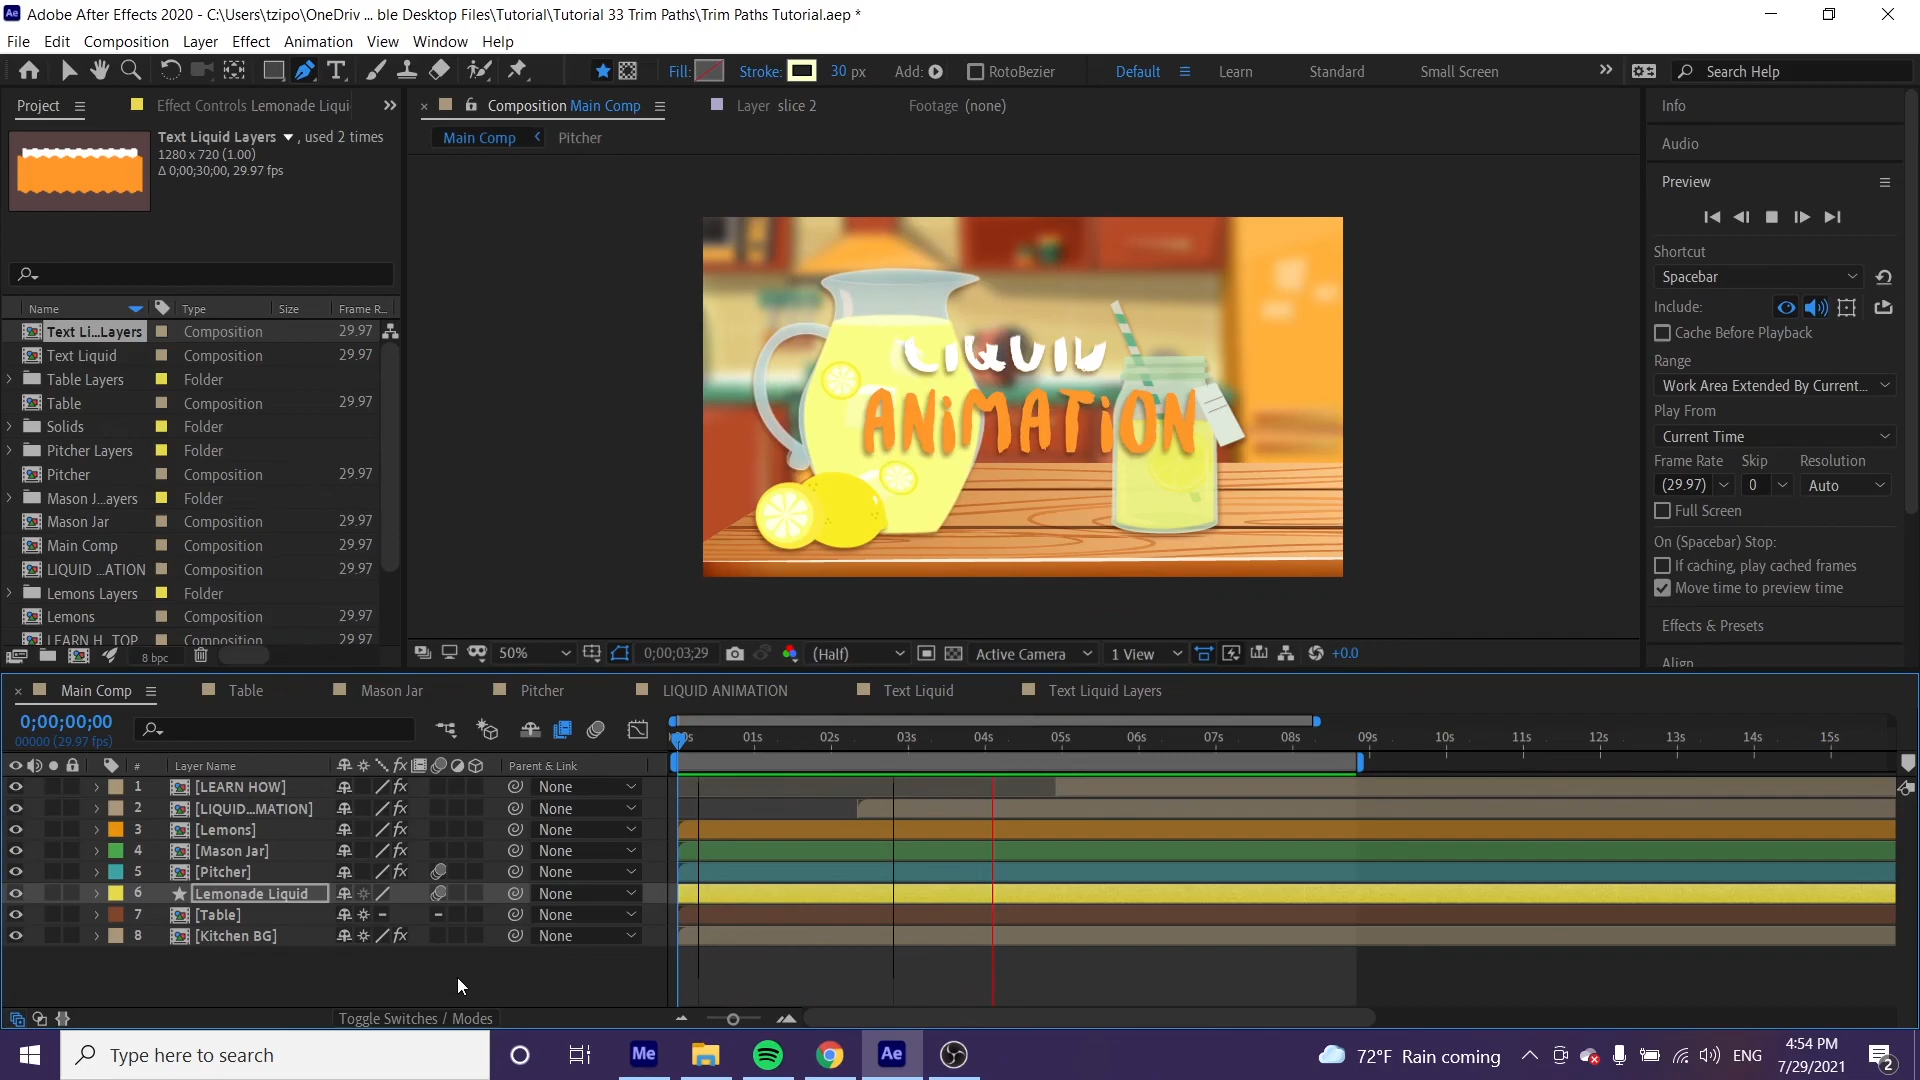 Adobe After Effects 2020 - C:\Users\tzipo\OneDriv ... ble Desktop Files\Tutorial\Tutorial 33 Trim Paths\Trim Paths Tutorial.aep *
File Edit Composition Layer Effect Animation View Window Help
Fill: Stroke: 30 px Add: RotoBezier Default Learn Standard Small Screen Search Help
Project Effect Controls Lemonade Liqui
Composition Main Comp Layer slice 2 Footage (none)
Main Comp Pitcher
Text Liquid Layers , used 2 times
1280 x 720 (1.00)
Δ 0;00;30;00, 29.97 fps
Name Type Size Frame R...
Text Li...Layers Composition 29.97
Text Liquid Composition 29.97
Table Layers Folder
Table Composition 29.97
Solids Folder
Pitcher Layers Folder
Pitcher Composition 29.97
Mason J...ayers Folder
Mason Jar Composition 29.97
Main Comp Composition 29.97
LIQUID ...ATION Composition 29.97
Lemons Layers Folder
Lemons Composition 29.97
LEARN H...TOP Composition 29.97
8 bpc
LIQUID
ANiMATiON
50% 0;00;03;29 (Half) Active Camera 1 View +0.0
Info
Audio
Preview
Shortcut
Spacebar
Include:
Cache Before Playback
Range
Work Area Extended By Current...
Play From
Current Time
Frame Rate Skip Resolution
(29.97) 0 Auto
Full Screen
On (Spacebar) Stop:
If caching, play cached frames
Move time to preview time
Effects & Presets
Align
Main Comp Table Mason Jar Pitcher LIQUID ANIMATION Text Liquid Text Liquid Layers
0;00;00;00
00000 (29.97 fps)
01s 02s 03s 04s 05s 06s 07s 08s 09s 10s 11s 12s 13s 14s 15s
# Layer Name fx Parent & Link
1 [LEARN HOW] fx None
2 [LIQUID...MATION] fx None
3 [Lemons] fx None
4 [Mason Jar] fx None
5 [Pitcher] fx None
6 Lemonade Liquid None
7 [Table] None
8 [Kitchen BG] fx None
Toggle Switches / Modes
Type here to search Me Ae 72°F Rain coming ENG
4:54 PM
7/29/2021
2